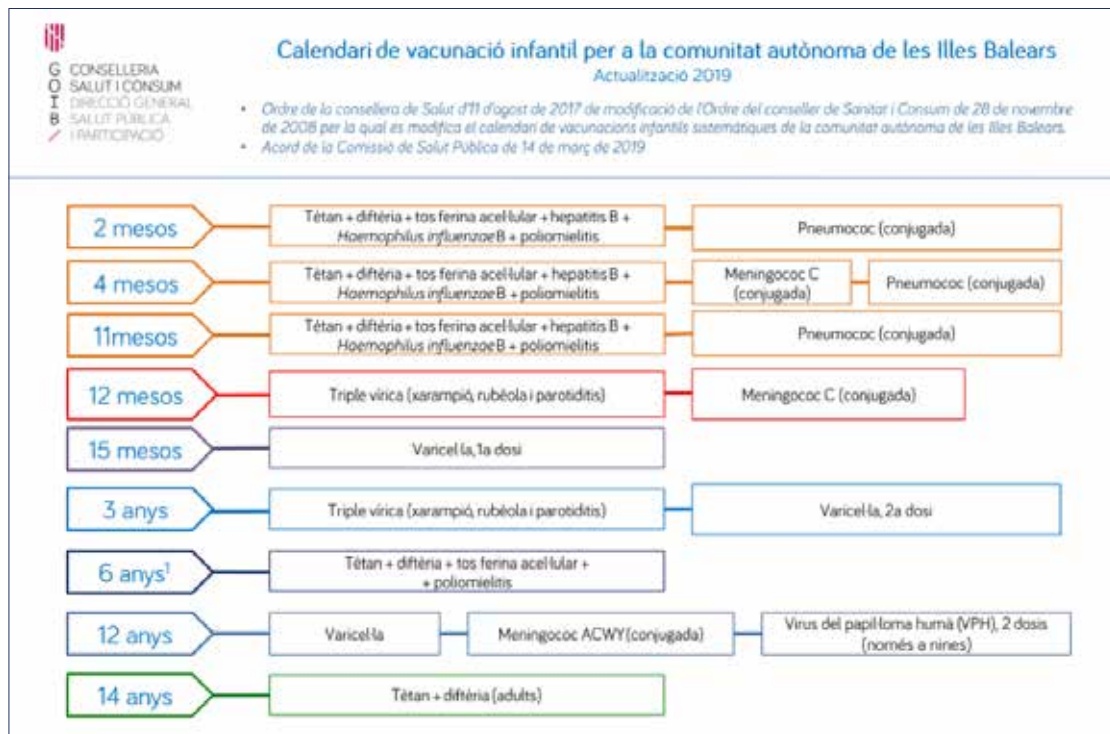 G CONSELLERIA
O SALUT I CONSUM
I DIRECCIÓ GENERAL
B SALUT PÚBLICA
/ I PARTICIPACIÓ
Calendari de vacunació infantil per a la comunitat autònoma de les Illes Balears
Actualització 2019
• Ordre de la consellera de Salut d'11 d'agost de 2017 de modificació de l'Ordre del conseller de Sanitat i Consum de 28 de novembre
de 2008 per la qual es modifica el calendari de vacunacions infantils sistemàtiques de la comunitat autònoma de les Illes Balears.
• Acord de la Comissió de Salut Pública de 14 de març de 2019
2 mesos
Tètan + diftèria + tos ferina acel·lular + hepatitis B +
Haemophilus influenzae B + poliomielitis
Pneumococ (conjugada)
4 mesos
Tètan + diftèria + tos ferina acel·lular + hepatitis B +
Haemophilus influenzae B + poliomielitis
Meningococ C
(conjugada)
Pneumococ (conjugada)
11mesos
Tètan + diftèria + tos ferina acel·lular + hepatitis B +
Haemophilus influenzae B + poliomielitis
Pneumococ (conjugada)
12 mesos
Triple vírica (xarampió, rubèola i parotiditis)
Meningococ C (conjugada)
15 mesos
Varicel·la, 1a dosi
3 anys
Triple vírica (xarampió, rubèola i parotiditis)
Varicel·la, 2a dosi
6 anys¹
Tètan + diftèria + tos ferina acel·lular +
+ poliomielitis
12 anys
Varicel·la
Meningococ ACWY (conjugada)
Virus del papil·loma humà (VPH), 2 dosis
(només a nines)
14 anys
Tètan + diftèria (adults)